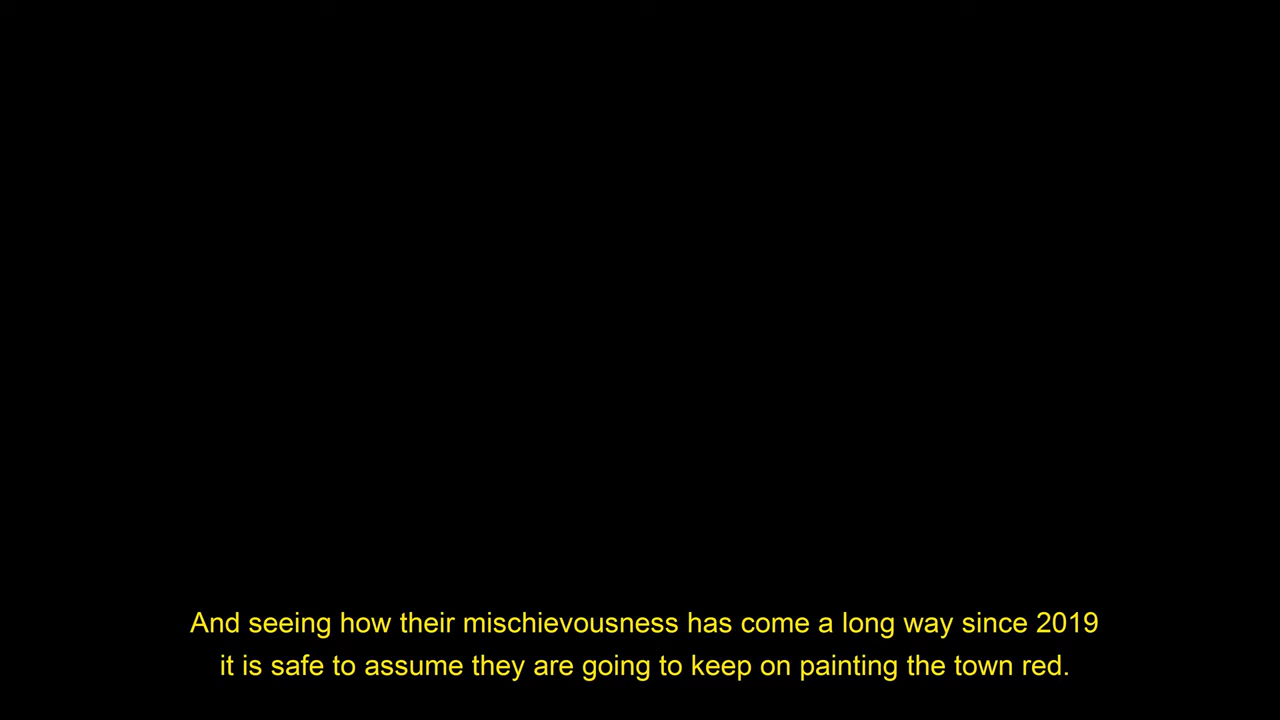 And seeing how their mischievousness has come a long way since 2019
it is safe to assume they are going to keep on painting the town red.